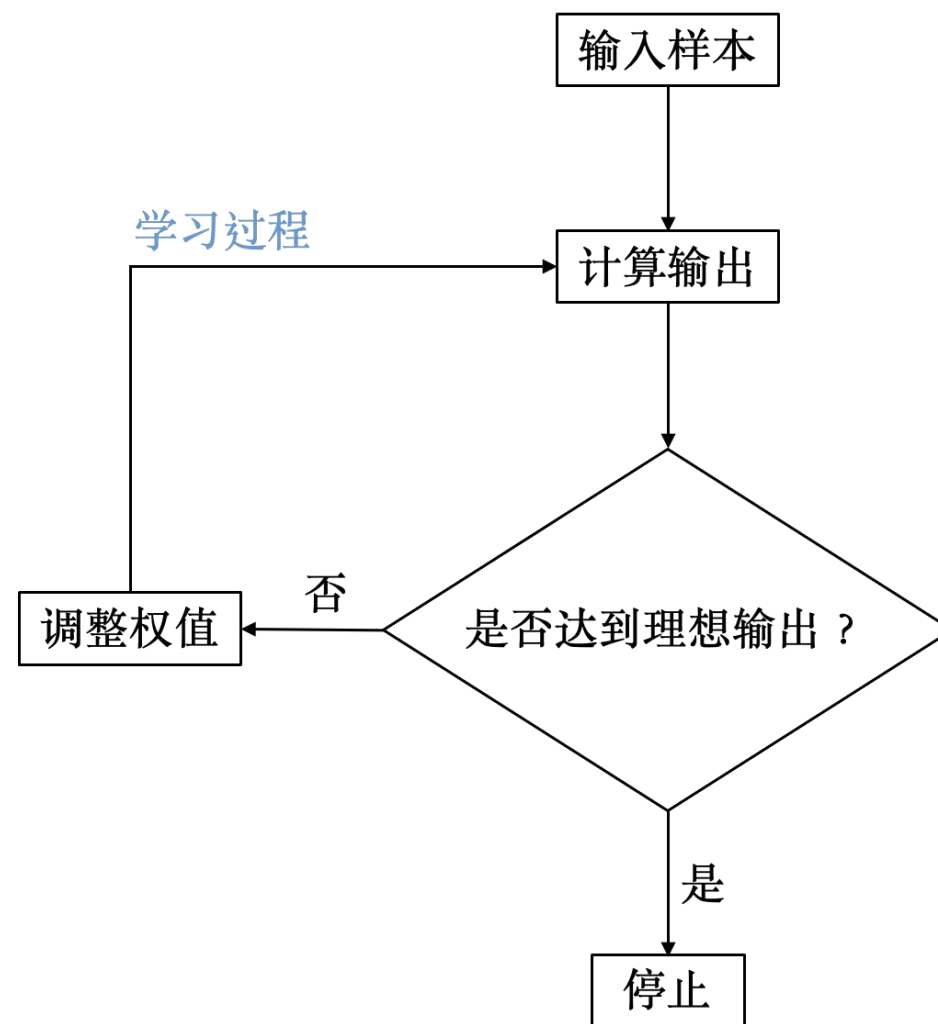 输入样本
学习过程
计算输出
否
调整权值
是否达到理想输出？
是
停止